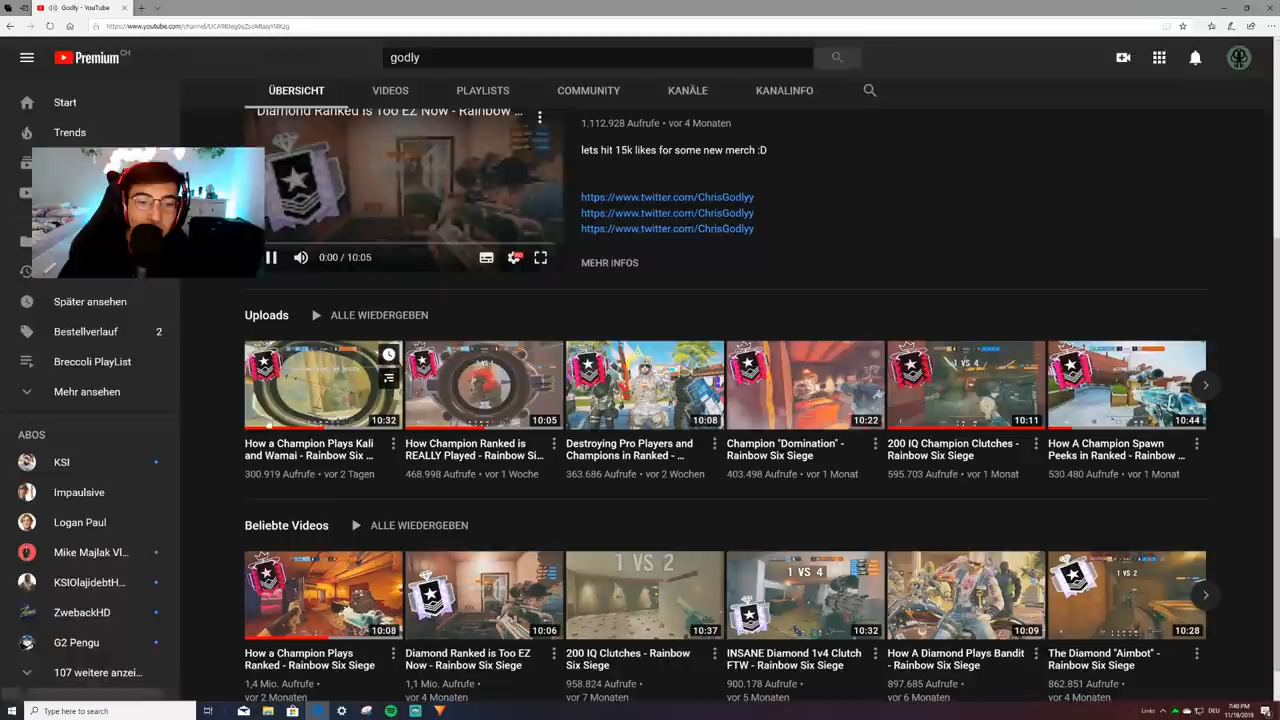 Godly - YouTube
Premium CH
godly
ÜBERSICHT VIDEOS PLAYLISTS COMMUNITY KANÄLE KANALINFO
Start
Trends
Später ansehen
Bestellverlauf 2
Breccoli PlayList
Mehr ansehen
ABOS
KSI
Impaulsive
Logan Paul
Mike Majlak Vl...
KSIOlajidebtH...
ZwebackHD
G2 Pengu
107 weitere anzei...
Diamond Ranked is Too EZ Now - Rainbow ...
0:00 / 10:05
1.112.928 Aufrufe • vor 4 Monaten
lets hit 15k likes for some new merch :D
https://www.twitter.com/ChrisGodlyy
https://www.twitter.com/ChrisGodlyy
https://www.twitter.com/ChrisGodlyy
MEHR INFOS
Uploads ALLE WIEDERGEBEN
10:32
How a Champion Plays Kali
and Wamai - Rainbow Six ...
300.919 Aufrufe • vor 2 Tagen
10:05
How Champion Ranked is
REALLY Played - Rainbow Si...
468.998 Aufrufe • vor 1 Woche
10:08
Destroying Pro Players and
Champions in Ranked - ...
363.686 Aufrufe • vor 2 Wochen
10:22
Champion "Domination" -
Rainbow Six Siege
403.498 Aufrufe • vor 1 Monat
1 VS 4
10:11
200 IQ Champion Clutches -
Rainbow Six Siege
595.703 Aufrufe • vor 1 Monat
10:44
How A Champion Spawn
Peeks in Ranked - Rainbow ...
530.480 Aufrufe • vor 1 Monat
Beliebte Videos ALLE WIEDERGEBEN
10:08
How a Champion Plays
Ranked - Rainbow Six Siege
1,4 Mio. Aufrufe •
vor 2 Monaten
10:06
Diamond Ranked is Too EZ
Now - Rainbow Six Siege
1,1 Mio. Aufrufe •
vor 4 Monaten
1 VS 2
10:37
200 IQ Clutches - Rainbow
Six Siege
958.824 Aufrufe •
vor 7 Monaten
1 VS 4
10:32
INSANE Diamond 1v4 Clutch
FTW - Rainbow Six Siege
900.178 Aufrufe •
vor 5 Monaten
10:09
How A Diamond Plays Bandit
- Rainbow Six Siege
897.685 Aufrufe •
vor 6 Monaten
1 VS 2
10:28
The Diamond "Aimbot" -
Rainbow Six Siege
862.851 Aufrufe •
vor 4 Monaten
Type here to search
Links
DEU
7:40 PM
11/19/2019